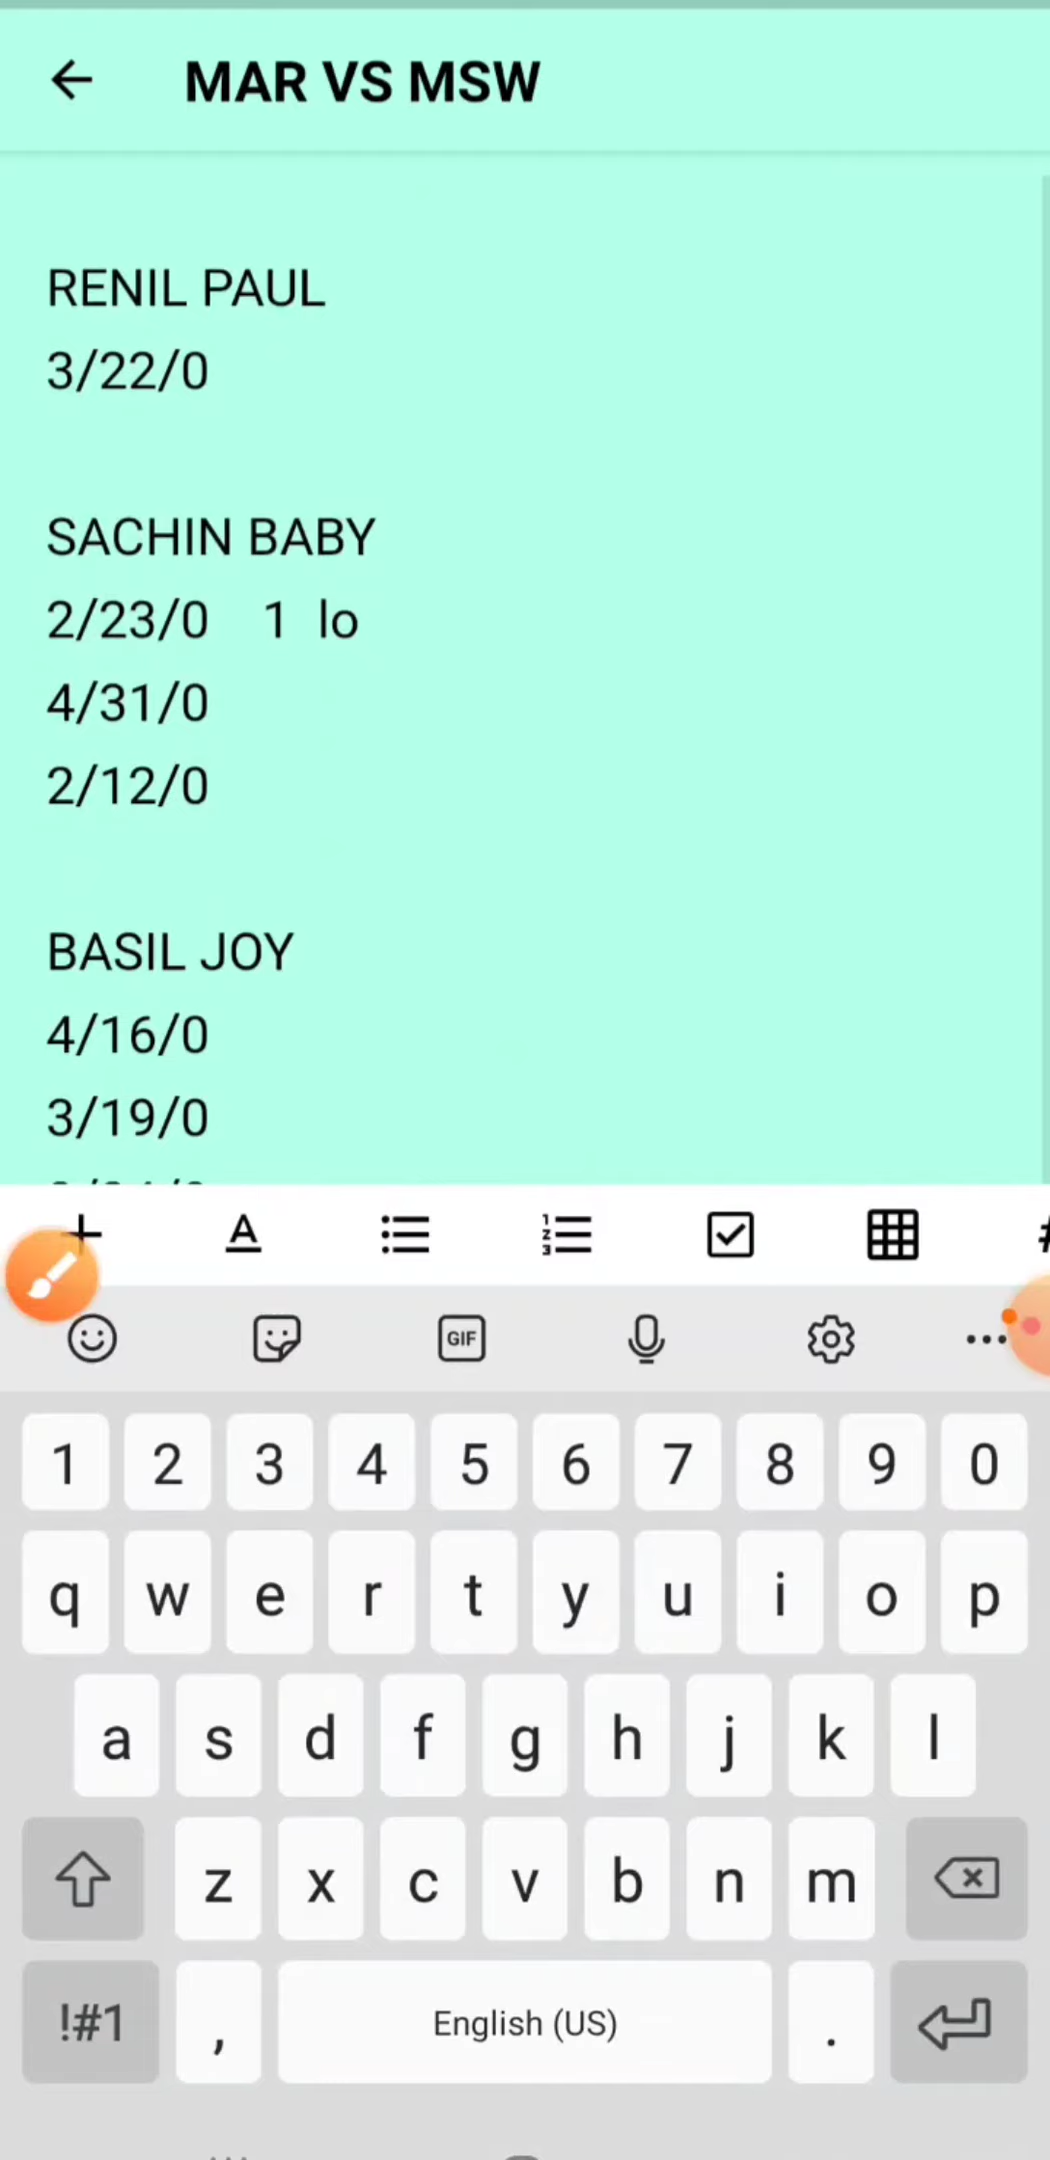 MAR VS MSW
RENIL PAUL
3/22/0
SACHIN BABY
2/23/0 1 lo
4/31/0
2/12/0
BASIL JOY
4/16/0
3/19/0
A
GIF
1 2 3 4 5 6 7 8 9 0
q w e r t y u i o p
a s d f g h j k l
z x c v b n m
!#1 , English (US) .